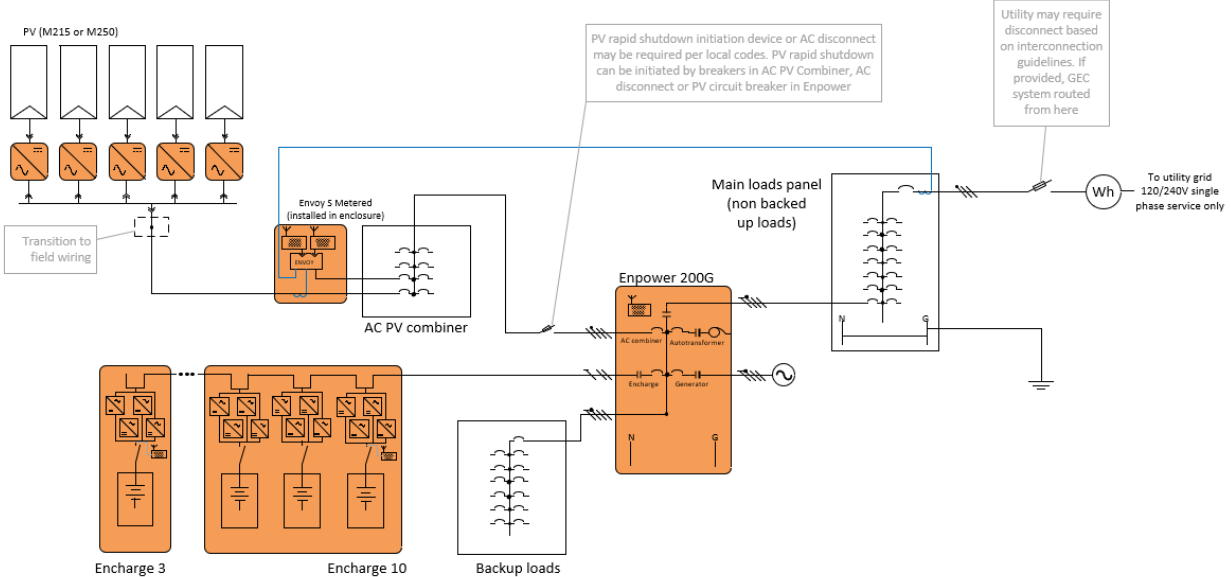 PV (M215 or M250)
PV rapid shutdown initiation device or AC disconnect
may be required per local codes. PV rapid shutdown
can be initiated by breakers in AC PV Combiner, AC
disconnect or PV circuit breaker in Enpower
Utility may require
disconnect based
on interconnection
guidelines. If
provided, GEC
system routed
from here
Main loads panel
(non backed
up loads)
Wh
To utility grid
120/240V single
phase service only
Transition to
field wiring
Envoy S Metered
(installed in enclosure)
ENVOY
AC PV combiner
Enpower 200G
AC combiner
Autotransformer
Encharge
Generator
N
G
N
G
Encharge 3
Encharge 10
Backup loads